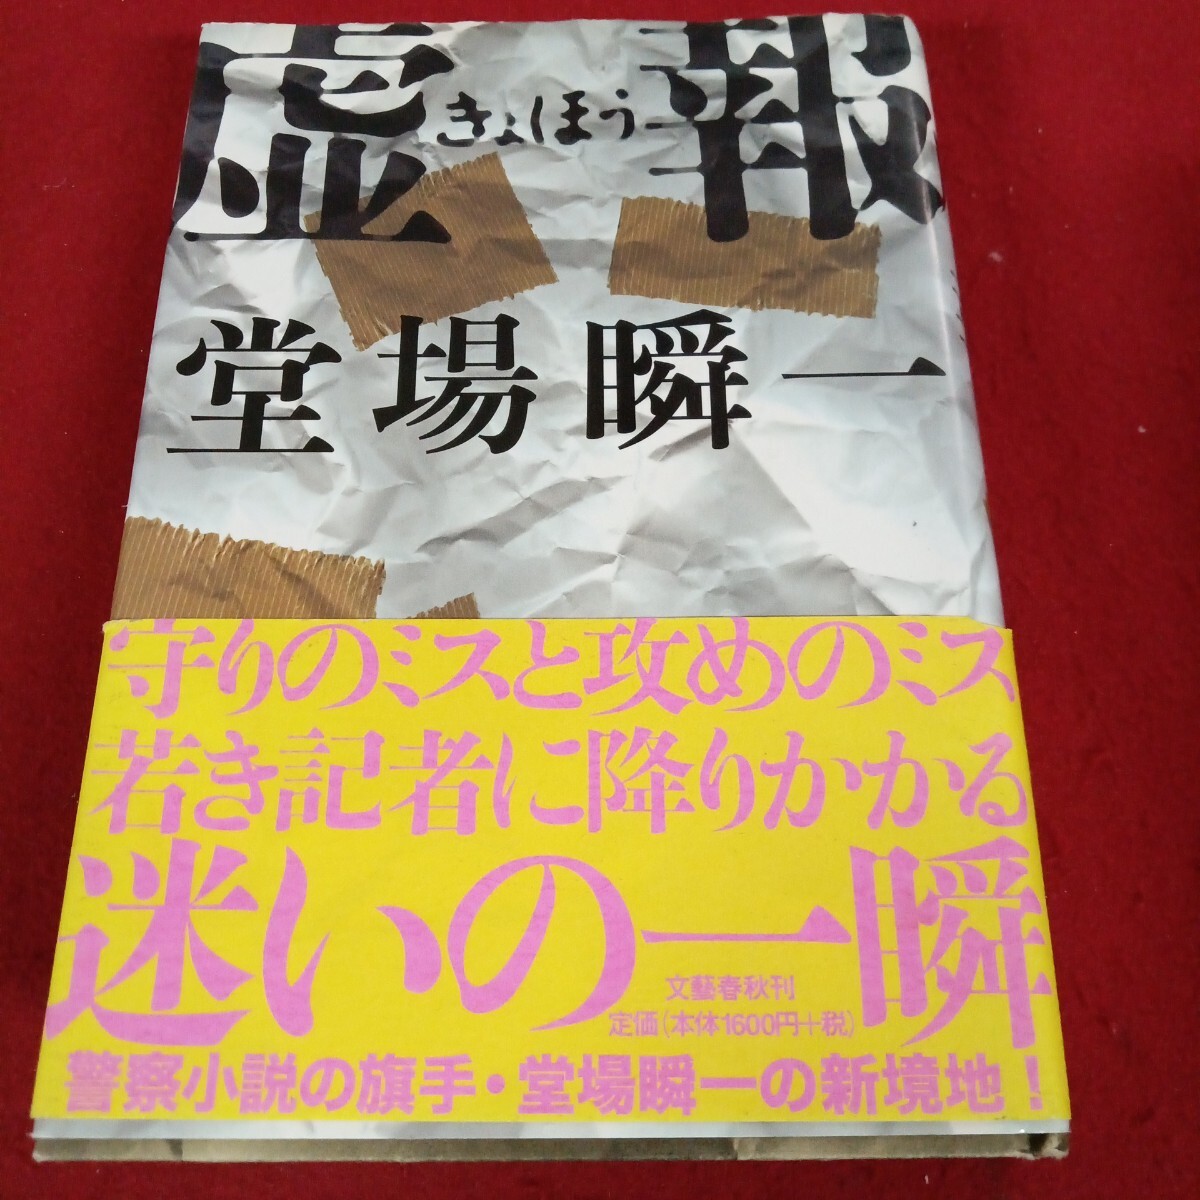 虚報
きょほう
堂場瞬一
守りのミスと攻めのミス
若き記者に降りかかる
迷いの一瞬
文藝春秋刊
定価(本体1600円+税)
警察小説の旗手・堂場瞬一の新境地!